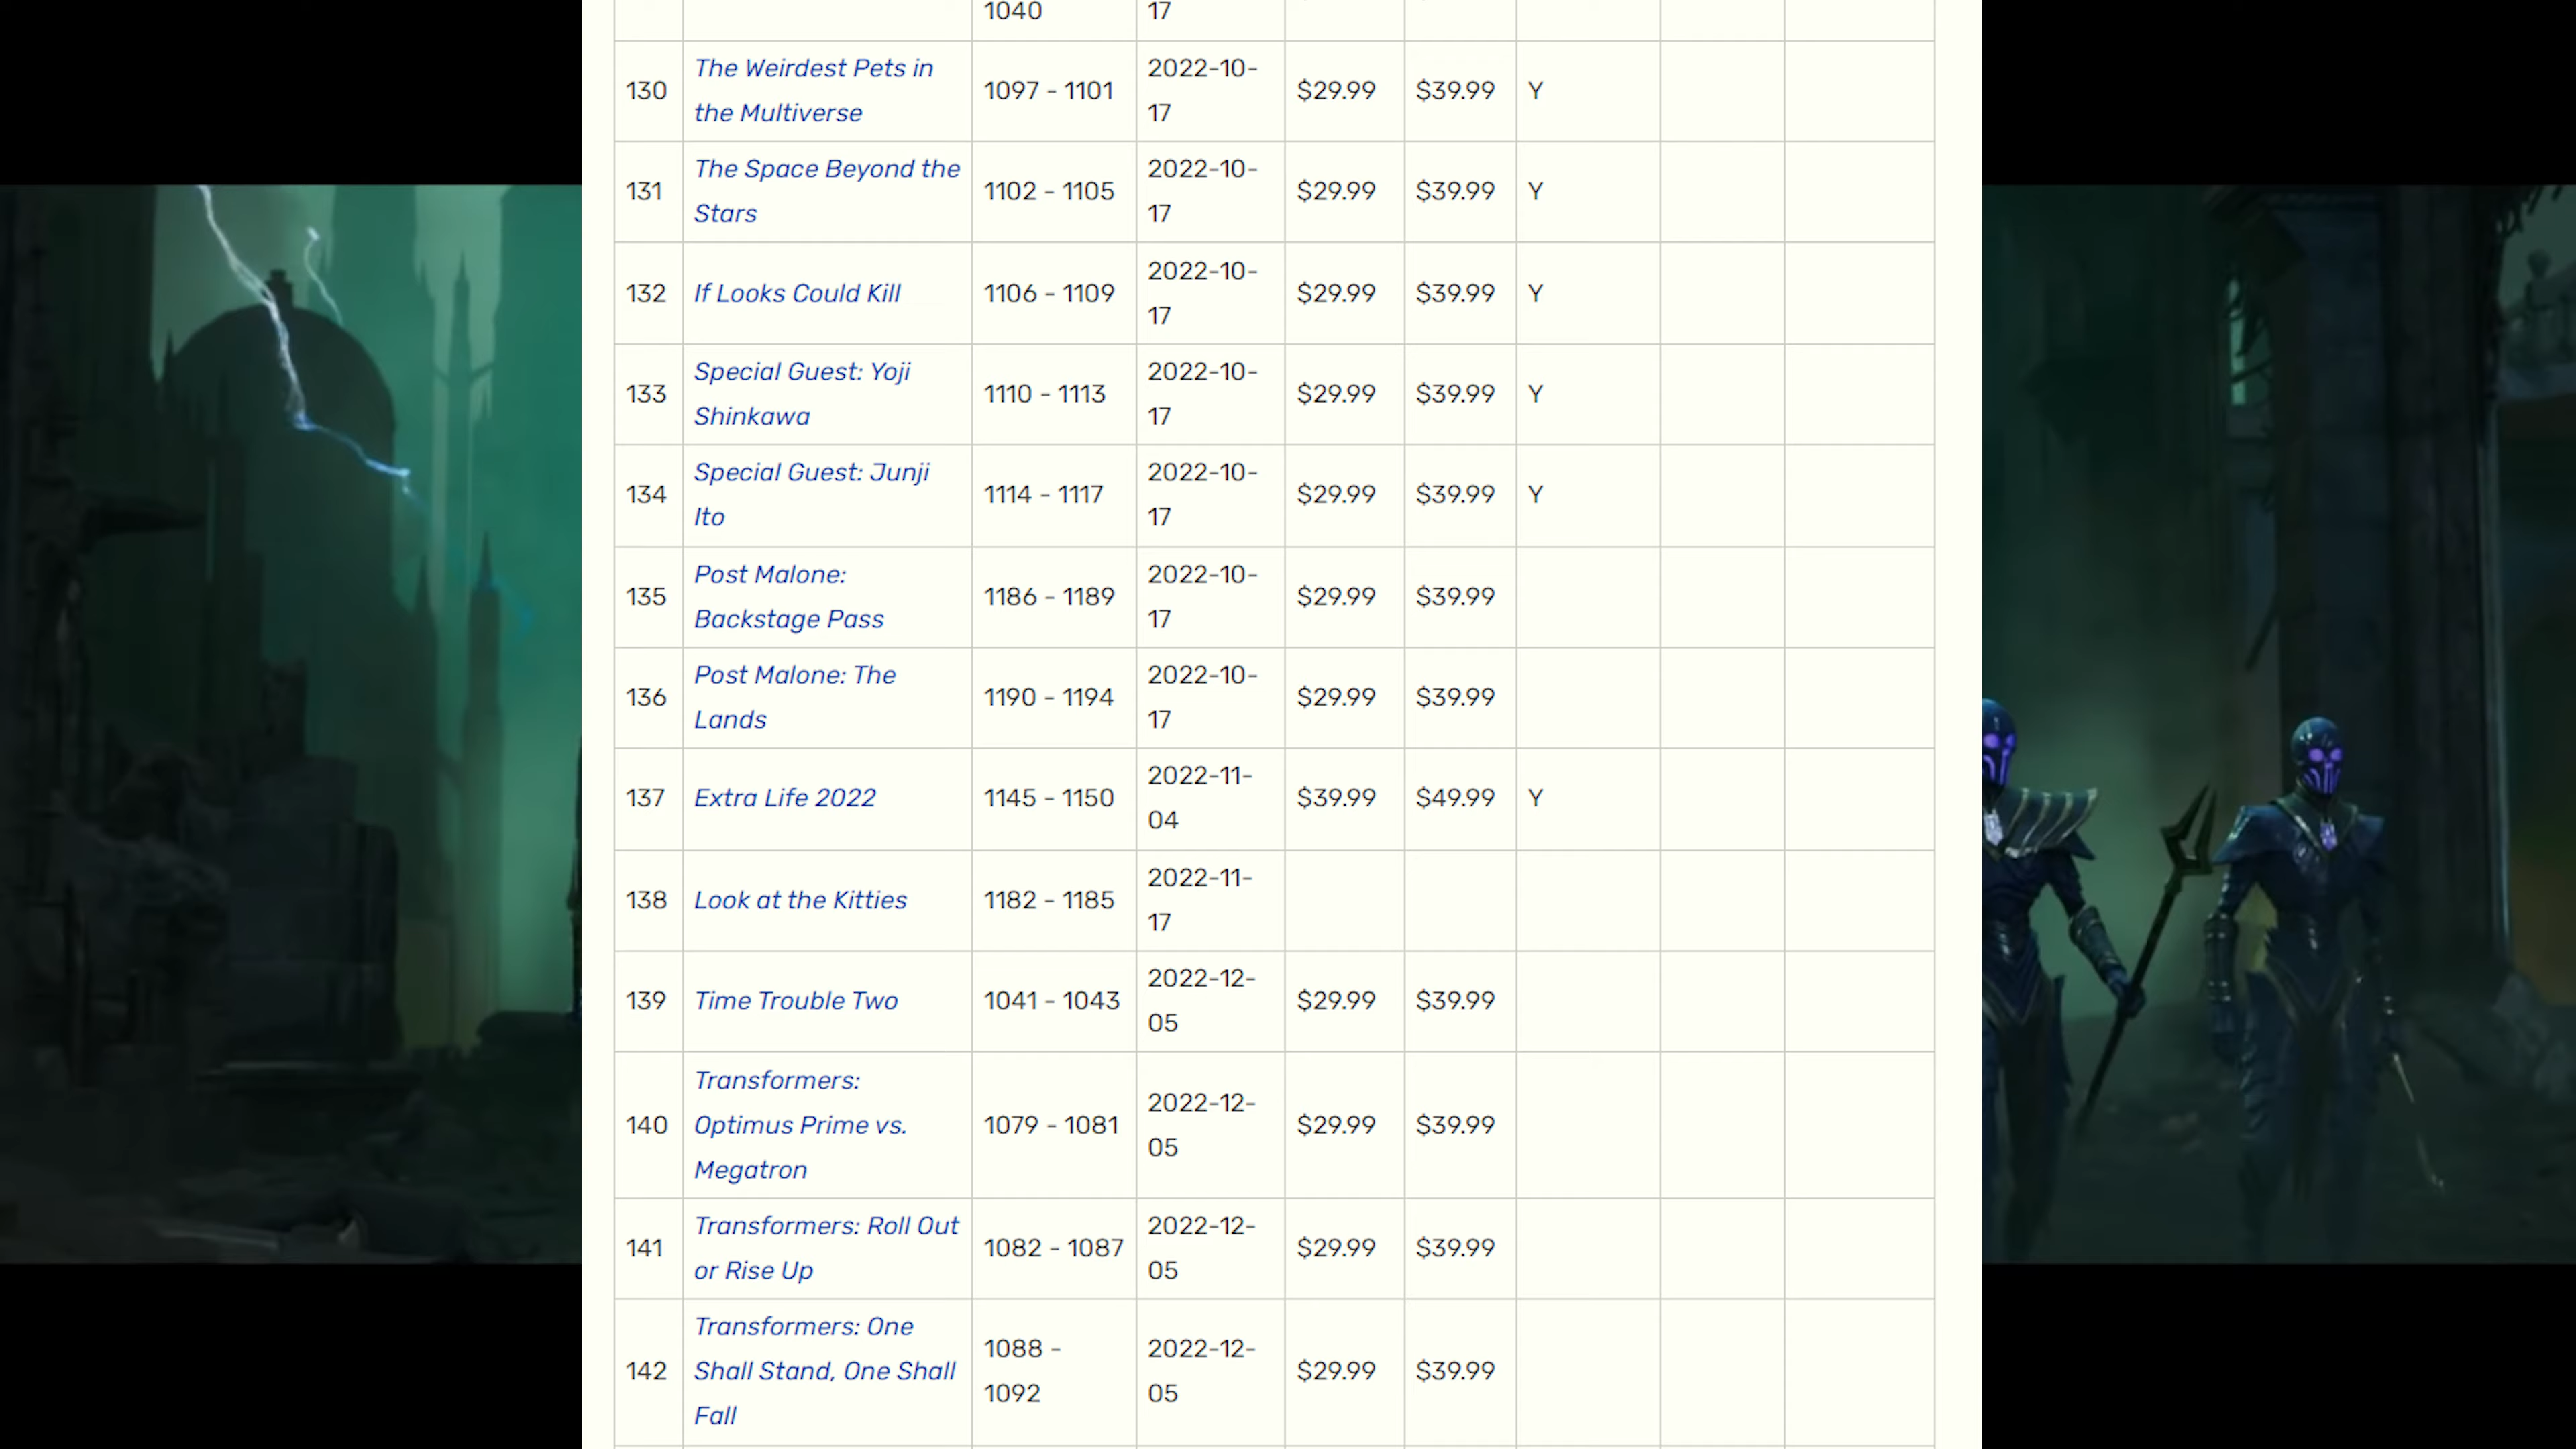 1040 17
130 The Weirdest Pets in the Multiverse 1097 - 1101 2022-10-17 $29.99 $39.99 Y
131 The Space Beyond the Stars 1102 - 1105 2022-10-17 $29.99 $39.99 Y
132 If Looks Could Kill 1106 - 1109 2022-10-17 $29.99 $39.99 Y
133 Special Guest: Yoji Shinkawa 1110 - 1113 2022-10-17 $29.99 $39.99 Y
134 Special Guest: Junji Ito 1114 - 1117 2022-10-17 $29.99 $39.99 Y
135 Post Malone: Backstage Pass 1186 - 1189 2022-10-17 $29.99 $39.99
136 Post Malone: The Lands 1190 - 1194 2022-10-17 $29.99 $39.99
137 Extra Life 2022 1145 - 1150 2022-11-04 $39.99 $49.99 Y
138 Look at the Kitties 1182 - 1185 2022-11-17
139 Time Trouble Two 1041 - 1043 2022-12-05 $29.99 $39.99
140 Transformers: Optimus Prime vs. Megatron 1079 - 1081 2022-12-05 $29.99 $39.99
141 Transformers: Roll Out or Rise Up 1082 - 1087 2022-12-05 $29.99 $39.99
142 Transformers: One Shall Stand, One Shall Fall 1088 - 1092 2022-12-05 $29.99 $39.99